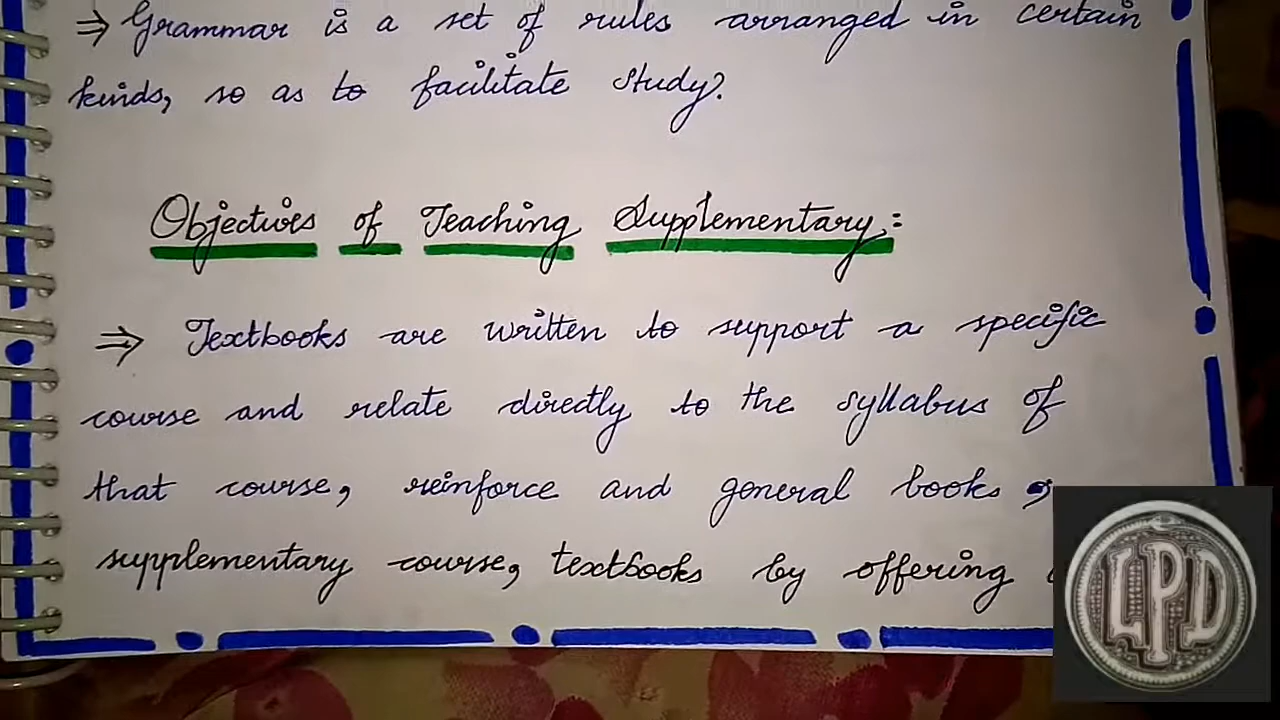 ⇒ Grammar is a set of rules arranged in certain
kinds, so as to facilitate study?
Objectives of Teaching Supplementary:
⇒ Textbooks are written to support a specific
course and relate directly to the syllabus of
that course, reinforce and general books,
supplementary course, textbooks by offering
LPD